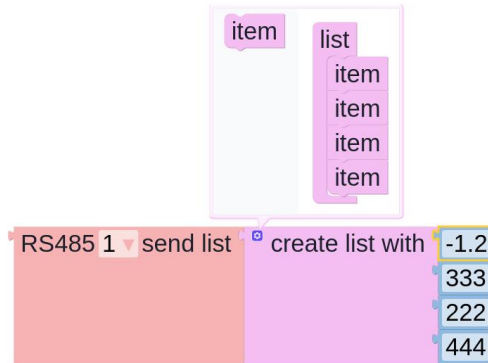 item
list
item
item
item
item
RS485 1 ▾ send list create list with -1.2
333
222
444